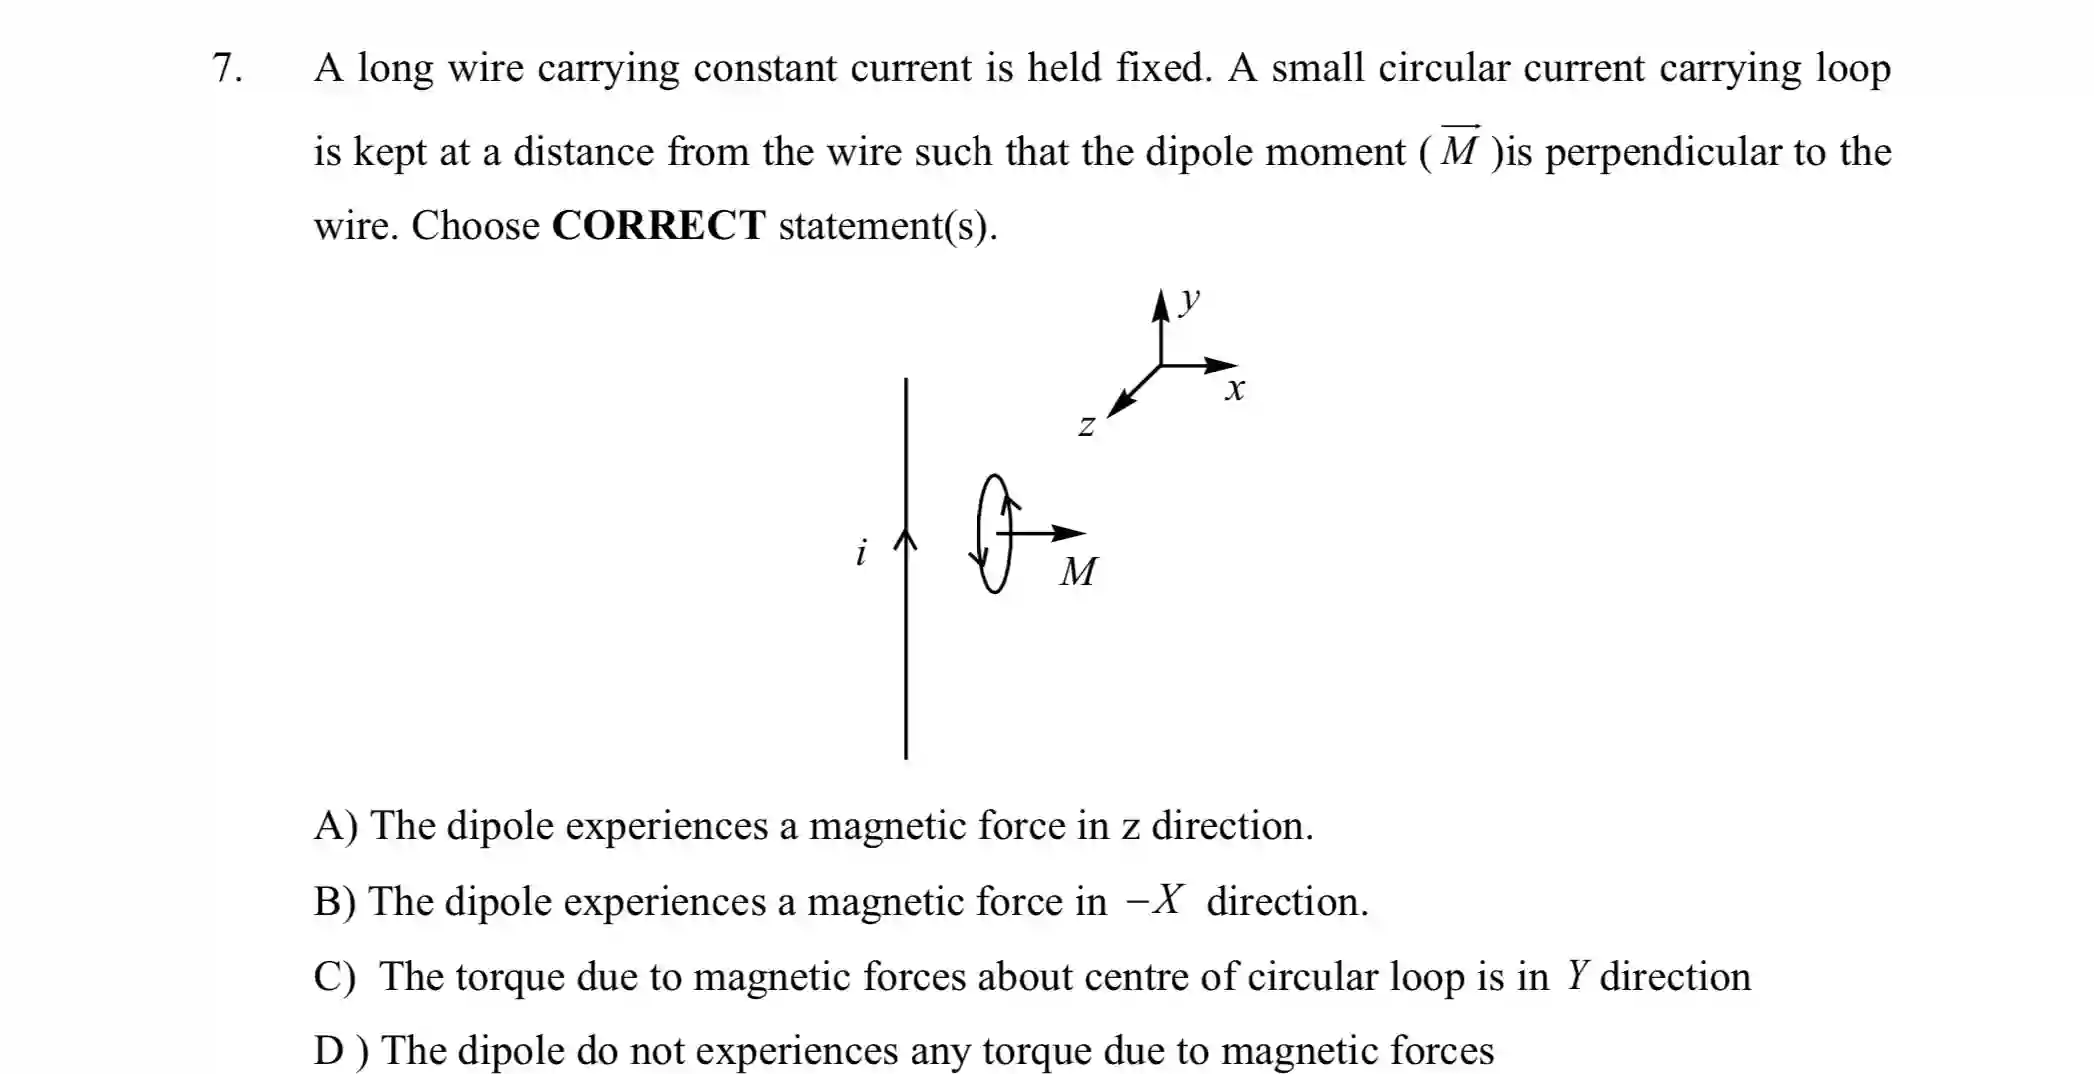 7. A long wire carrying constant current is held fixed. A small circular current carrying loop
is kept at a distance from the wire such that the dipole moment ( \overrightarrow{M} )is perpendicular to the
wire. Choose CORRECT statement(s).
y
x
z
i
M
A) The dipole experiences a magnetic force in z direction.
B) The dipole experiences a magnetic force in −X direction.
C) The torque due to magnetic forces about centre of circular loop is in Y direction
D ) The dipole do not experiences any torque due to magnetic forces